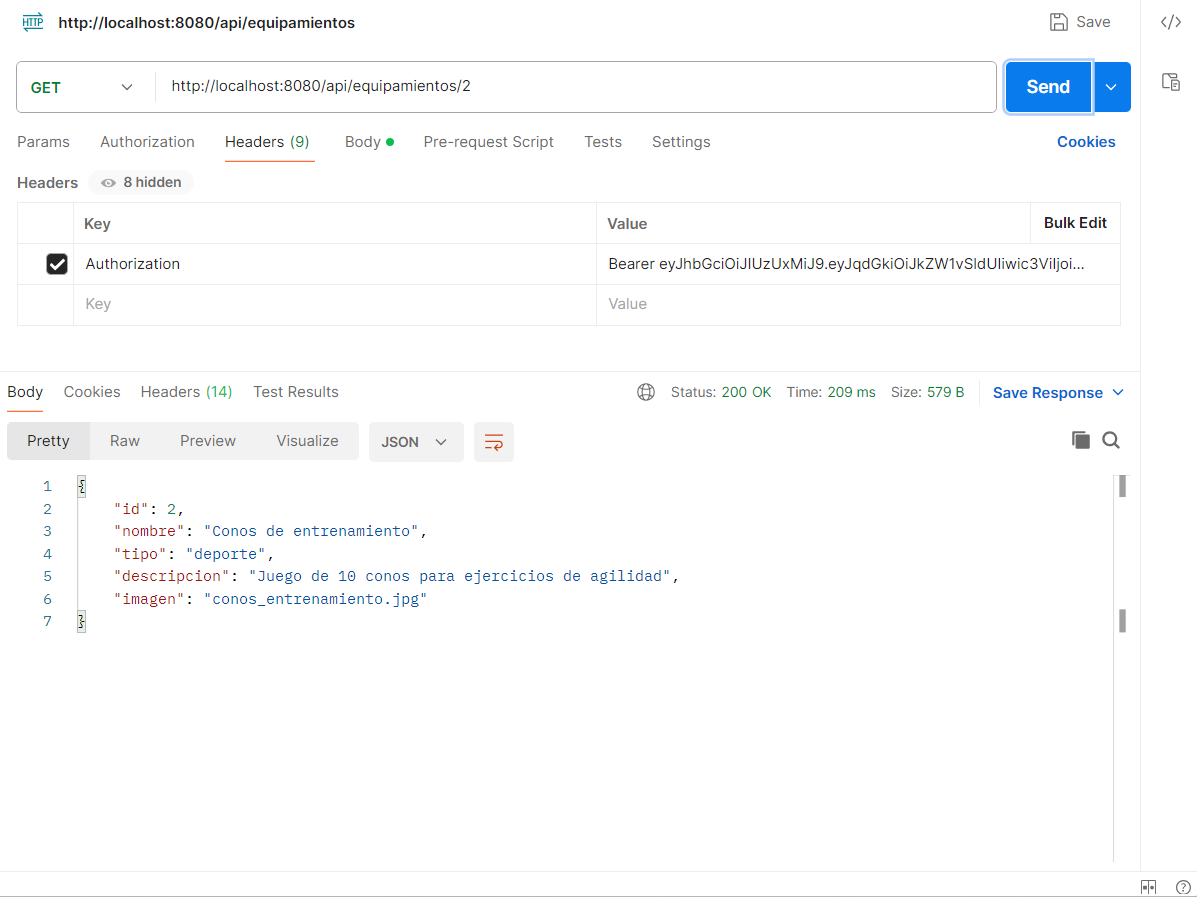 HTTP http://localhost:8080/api/equipamientos Save
GET http://localhost:8080/api/equipamientos/2 Send
Params Authorization Headers (9) Body Pre-request Script Tests Settings Cookies
Headers 8 hidden
Key Value Bulk Edit
Authorization Bearer eyJhbGciOiJIUzUxMiJ9.eyJqdGkiOiJkZW1vSldUIiwic3ViIjoi...
Key Value
Body Cookies Headers (14) Test Results Status: 200 OK Time: 209 ms Size: 579 B Save Response
Pretty Raw Preview Visualize JSON
1 {
2 "id": 2,
3 "nombre": "Conos de entrenamiento",
4 "tipo": "deporte",
5 "descripcion": "Juego de 10 conos para ejercicios de agilidad",
6 "imagen": "conos_entrenamiento.jpg"
7 }